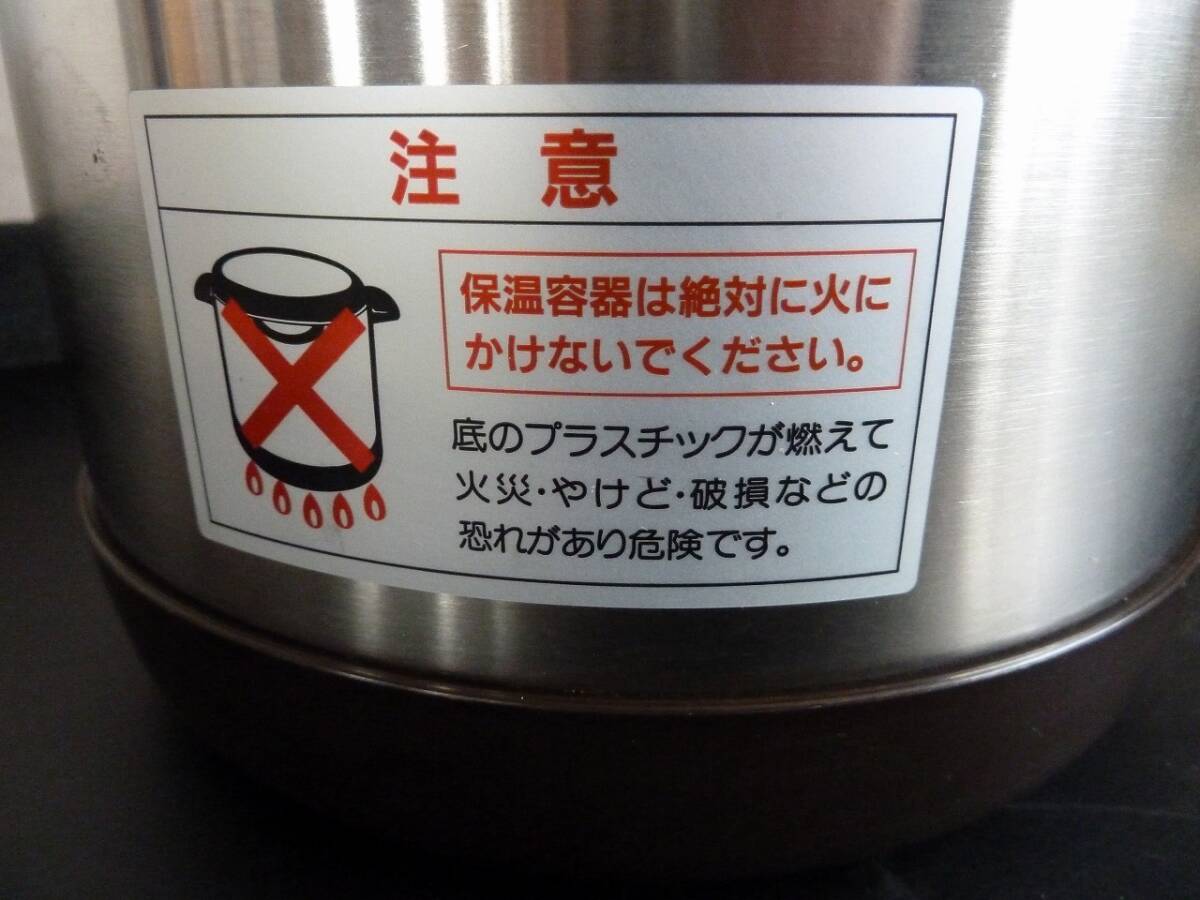 注意
保温容器は絶対に火に
かけないでください。
底のプラスチックが燃えて
火災・やけど・破損などの
恐れがあり危険です。